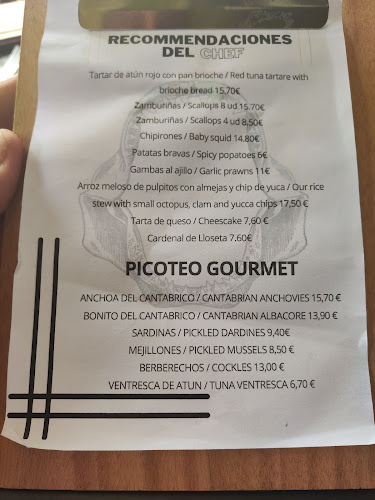 RECOMMENDACIONES
DEL CHEF
Tartar de atún rojo con pan brioche / Red tuna tartare with
brioche bread 15,70€
Zamburiñas / Scallops 8 ud 15.70€
Zamburiñas / Scallops 4 ud 8,50€
Chipirones / Baby squid 14.80€
Patatas bravas / Spicy popatoes 6€
Gambas al ajillo / Garlic prawns 11€
Arroz meloso de pulpitos con almejas y chip de yuca / Our rice
stew with small octopus, clam and yucca chips 17,50 €
Tarta de queso / Cheescake 7,60 €
Cardenal de Lloseta 7.60€
PICOTEO GOURMET
ANCHOA DEL CANTABRICO / CANTABRIAN ANCHOVIES 15,70 €
BONITO DEL CANTABRICO / CANTABRIAN ALBACORE 13,90 €
SARDINAS / PICKLED DARDINES 9,40€
MEJILLONES / PICKLED MUSSELS 8,50 €
BERBERECHOS / COCKLES 13,00 €
VENTRESCA DE ATUN / TUNA VENTRESCA 6,70 €